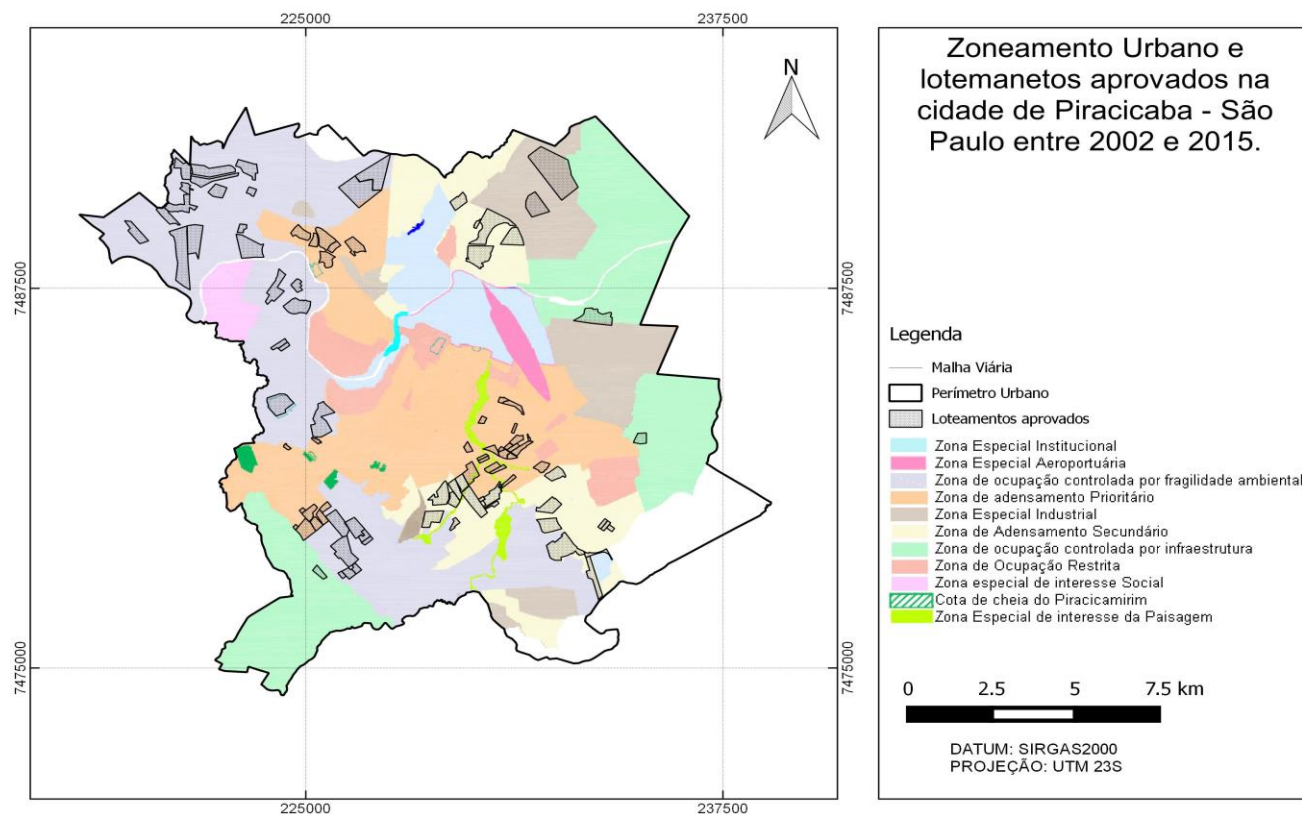 225000
237500
7487500
7487500
7475000
7475000
225000
237500
N
Zoneamento Urbano e
lotemanetos aprovados na
cidade de Piracicaba - São
Paulo entre 2002 e 2015.
Legenda
Malha Viária
Perímetro Urbano
Loteamentos aprovados
Zona Especial Institucional
Zona Especial Aeroportuária
Zona de ocupação controlada por fragilidade ambiental
Zona de adensamento Prioritário
Zona Especial Industrial
Zona de Adensamento Secundário
Zona de ocupação controlada por infraestrutura
Zona de Ocupação Restrita
Zona especial de interesse Social
Cota de cheia do Piracicamirim
Zona Especial de interesse da Paisagem
0 2.5 5 7.5 km
DATUM: SIRGAS2000
PROJEÇÃO: UTM 23S